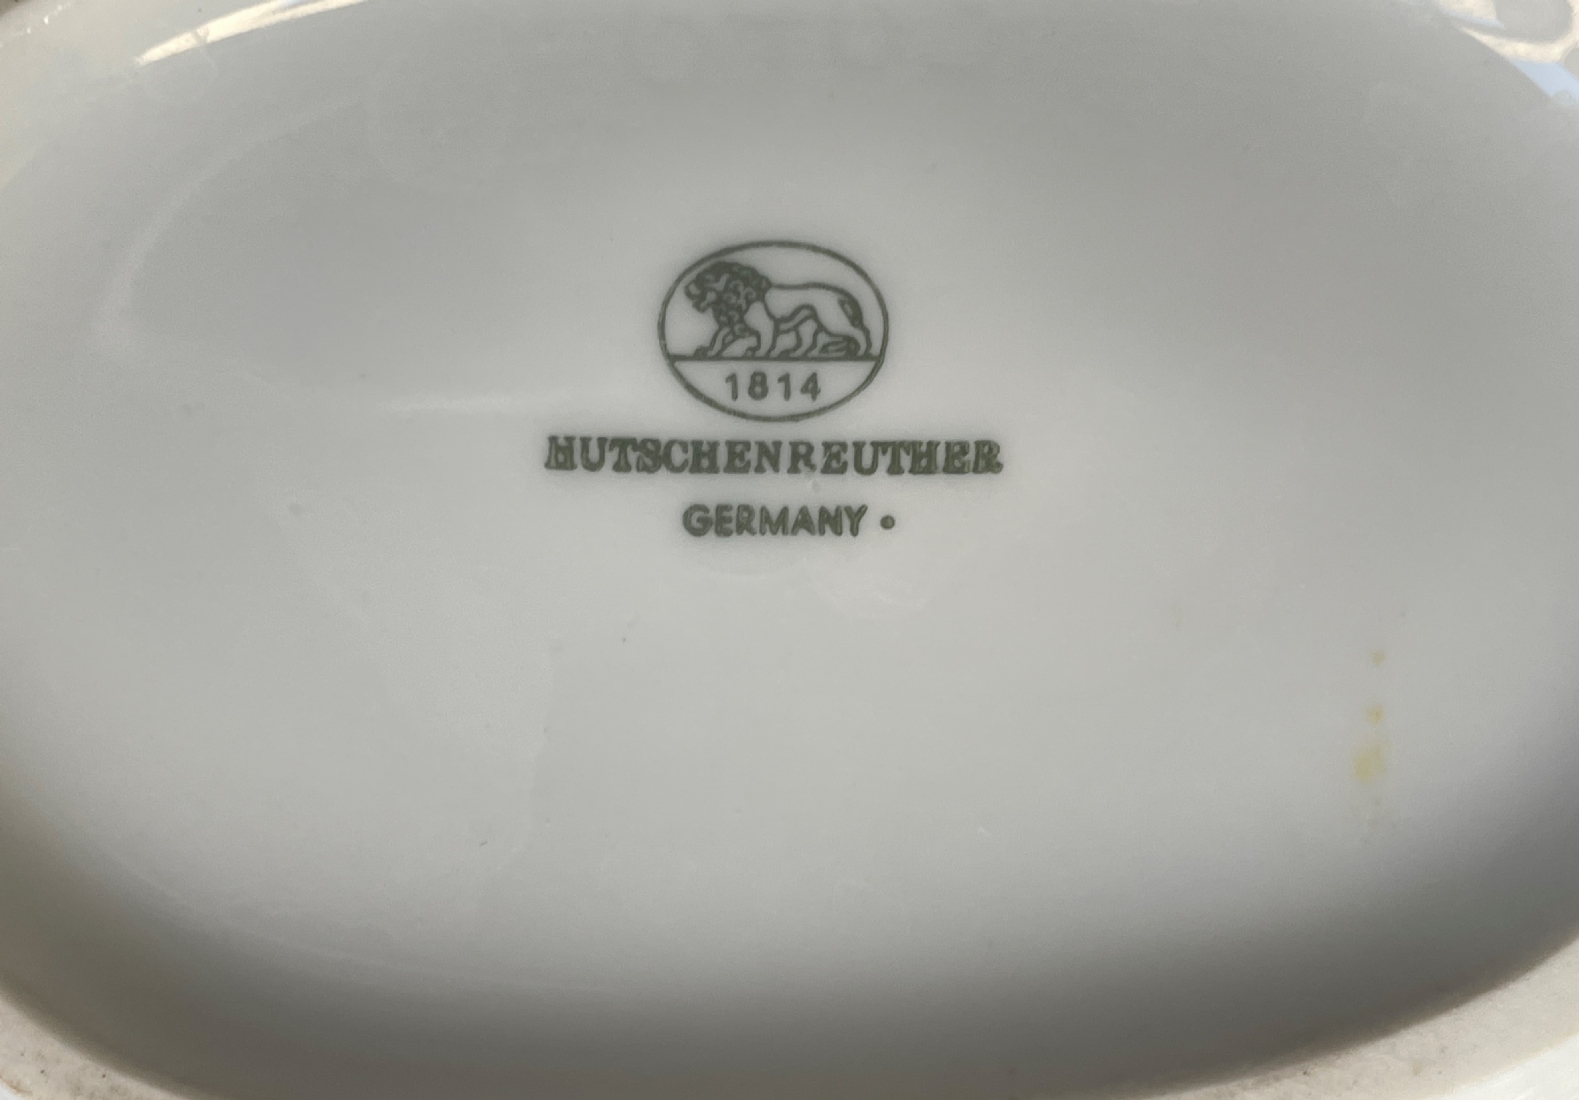 1814
HUTSCHENREUTHER
GERMANY •